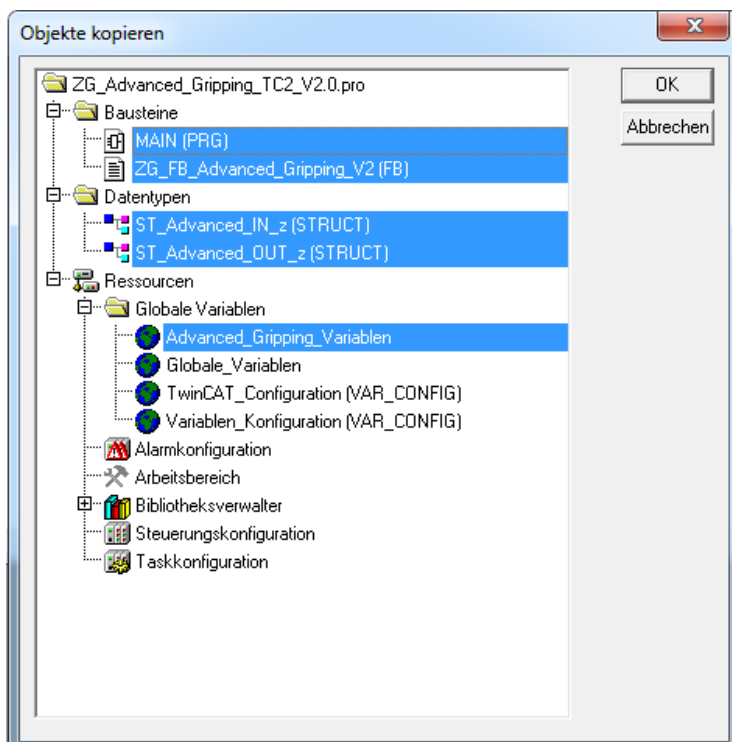 Objekte kopieren
ZG_Advanced_Gripping_TC2_V2.0.pro
OK
Bausteine
Abbrechen
MAIN (PRG)
ZG_FB_Advanced_Gripping_V2 (FB)
Datentypen
ST_Advanced_IN_z (STRUCT)
ST_Advanced_OUT_z (STRUCT)
Ressourcen
Globale Variablen
Advanced_Gripping_Variablen
Globale_Variablen
TwinCAT_Configuration (VAR_CONFIG)
Variablen_Konfiguration (VAR_CONFIG)
Alarmkonfiguration
Arbeitsbereich
Bibliotheksverwalter
Steuerungskonfiguration
Taskkonfiguration